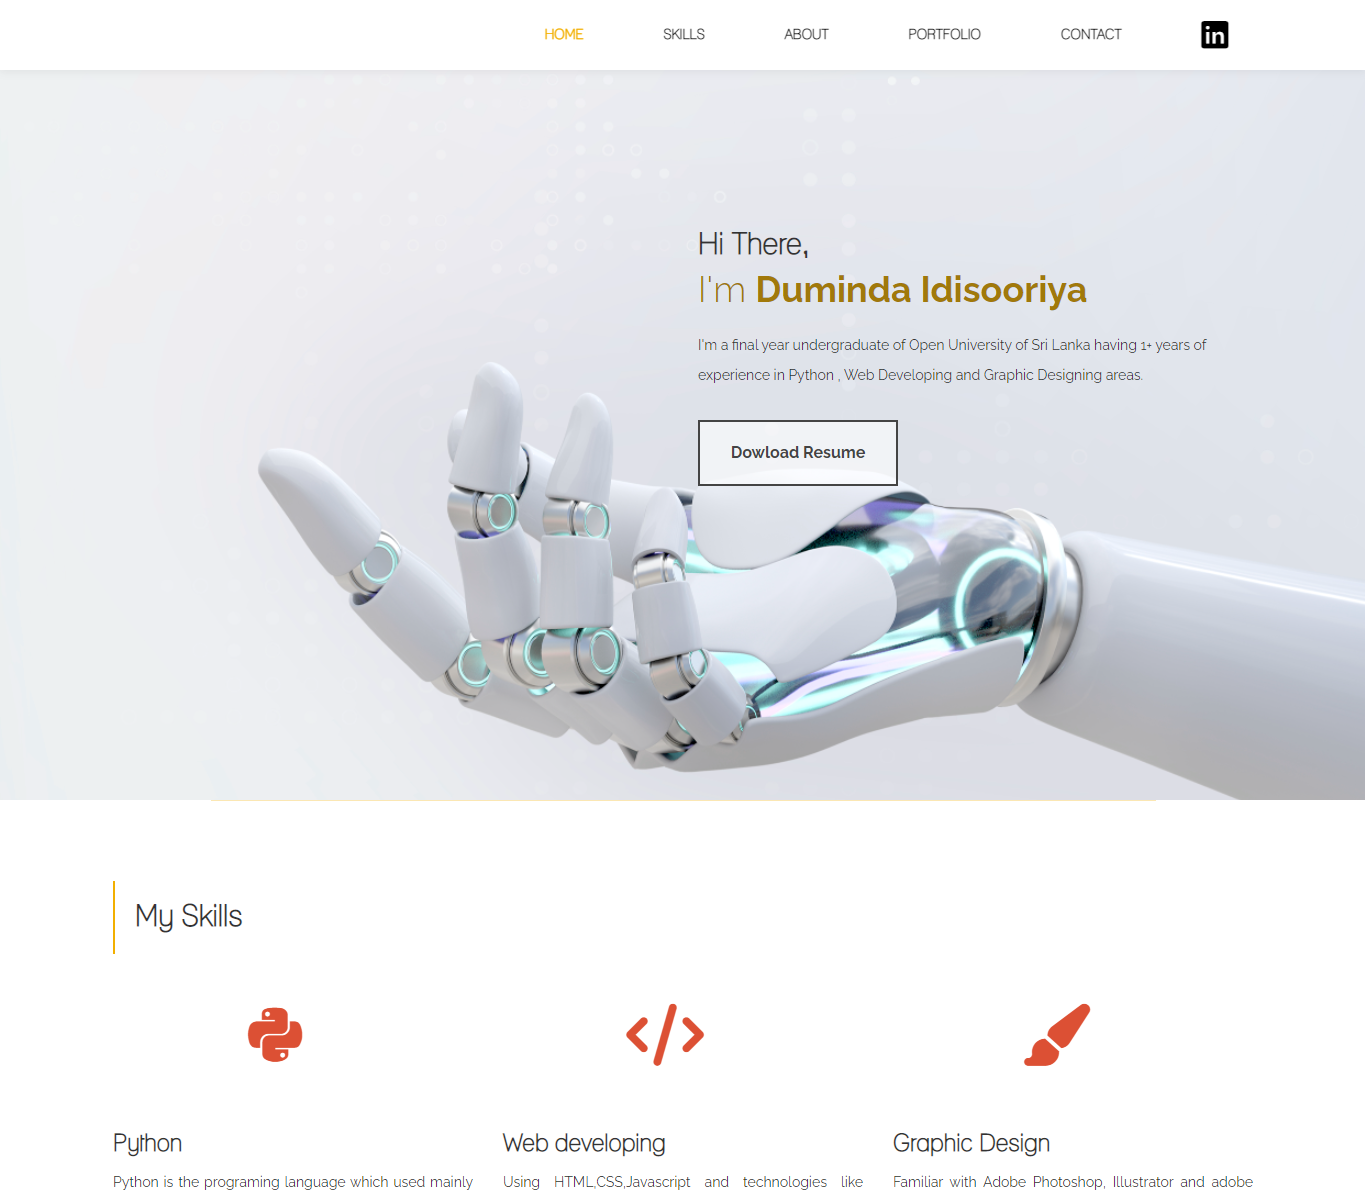 HOME SKILLS ABOUT PORTFOLIO CONTACT in
Hi There,
I'm Duminda Idisooriya
I'm a final year undergraduate of Open University of Sri Lanka having 1+ years of
experience in Python , Web Developing and Graphic Designing areas.
Dowload Resume
My Skills
Python
Python is the programing language which used mainly
Web developing
Using HTML,CSS,Javascript and technologies like
Graphic Design
Familiar with Adobe Photoshop, Illustrator and adobe